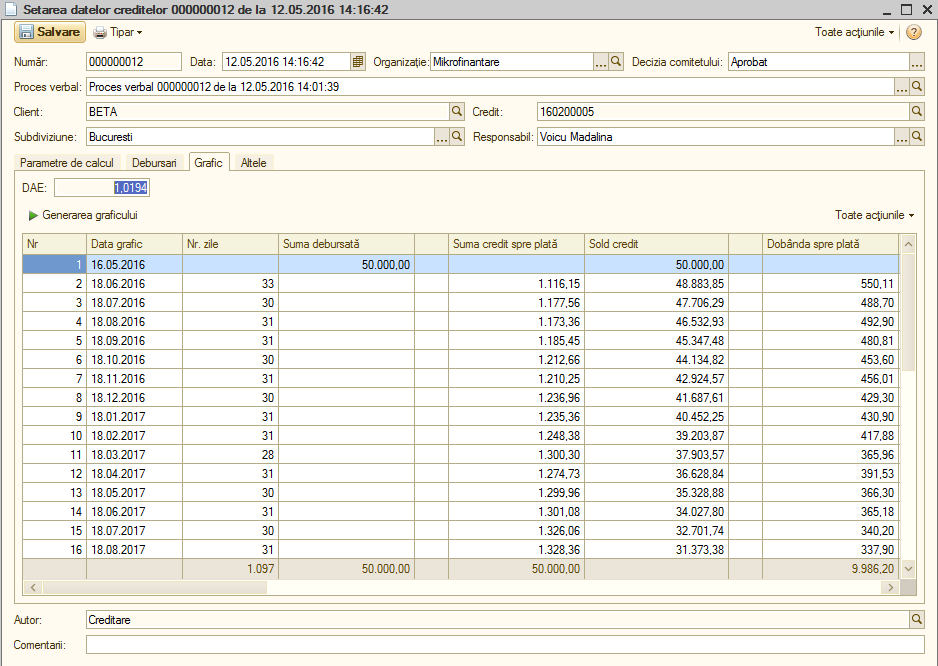 Setarea datelor creditelor 000000012 de la 12.05.2016 14:16:42
Salvare Tipar Toate acțiunile ?
Număr: 000000012 Data: 12.05.2016 14:16:42 Organizație: Mikrofinantare ... Decizia comitetului: Aprobat ...
Proces verbal: Proces verbal 000000012 de la 12.05.2016 14:01:39 ...
Client: BETA Credit: 160200005
Subdiviziune: Bucuresti ... Responsabil: Voicu Madalina ...
Parametre de calcul Debursari Grafic Altele
DAE: 1,0194
Generarea graficului Toate acțiunile
Nr Data grafic Nr. zile Suma debursată Suma credit spre plată Sold credit Dobânda spre plată
1 16.05.2016 50.000,00 50.000,00
2 18.06.2016 33 1.116,15 48.883,85 550,11
3 18.07.2016 30 1.177,56 47.706,29 488,70
4 18.08.2016 31 1.173,36 46.532,93 492,90
5 18.09.2016 31 1.185,45 45.347,48 480,81
6 18.10.2016 30 1.212,66 44.134,82 453,60
7 18.11.2016 31 1.210,25 42.924,57 456,01
8 18.12.2016 30 1.236,96 41.687,61 429,30
9 18.01.2017 31 1.235,36 40.452,25 430,90
10 18.02.2017 31 1.248,38 39.203,87 417,88
11 18.03.2017 28 1.300,30 37.903,57 365,96
12 18.04.2017 31 1.274,73 36.628,84 391,53
13 18.05.2017 30 1.299,96 35.328,88 366,30
14 18.06.2017 31 1.301,08 34.027,80 365,18
15 18.07.2017 30 1.326,06 32.701,74 340,20
16 18.08.2017 31 1.328,36 31.373,38 337,90
1.097 50.000,00 50.000,00 9.986,20
Autor: Creditare
Comentarii: